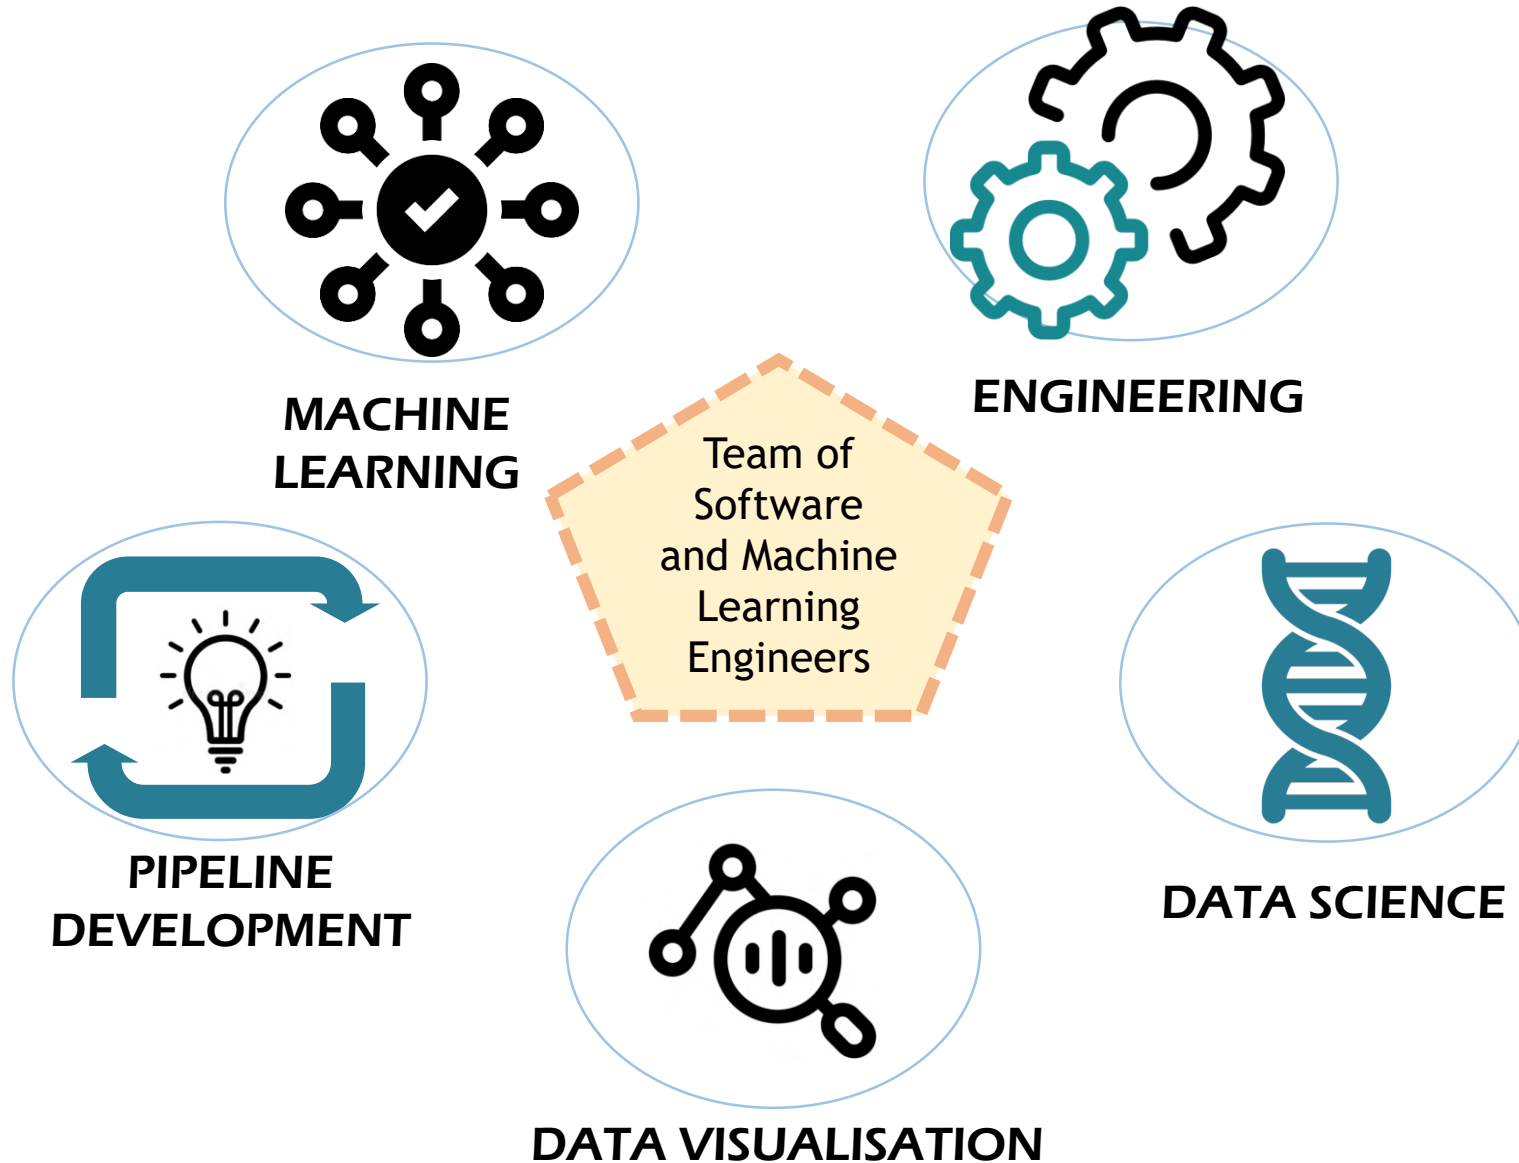 MACHINE
LEARNING
ENGINEERING
Team of
Software
and Machine
Learning
Engineers
PIPELINE
DEVELOPMENT
DATA SCIENCE
DATA VISUALISATION